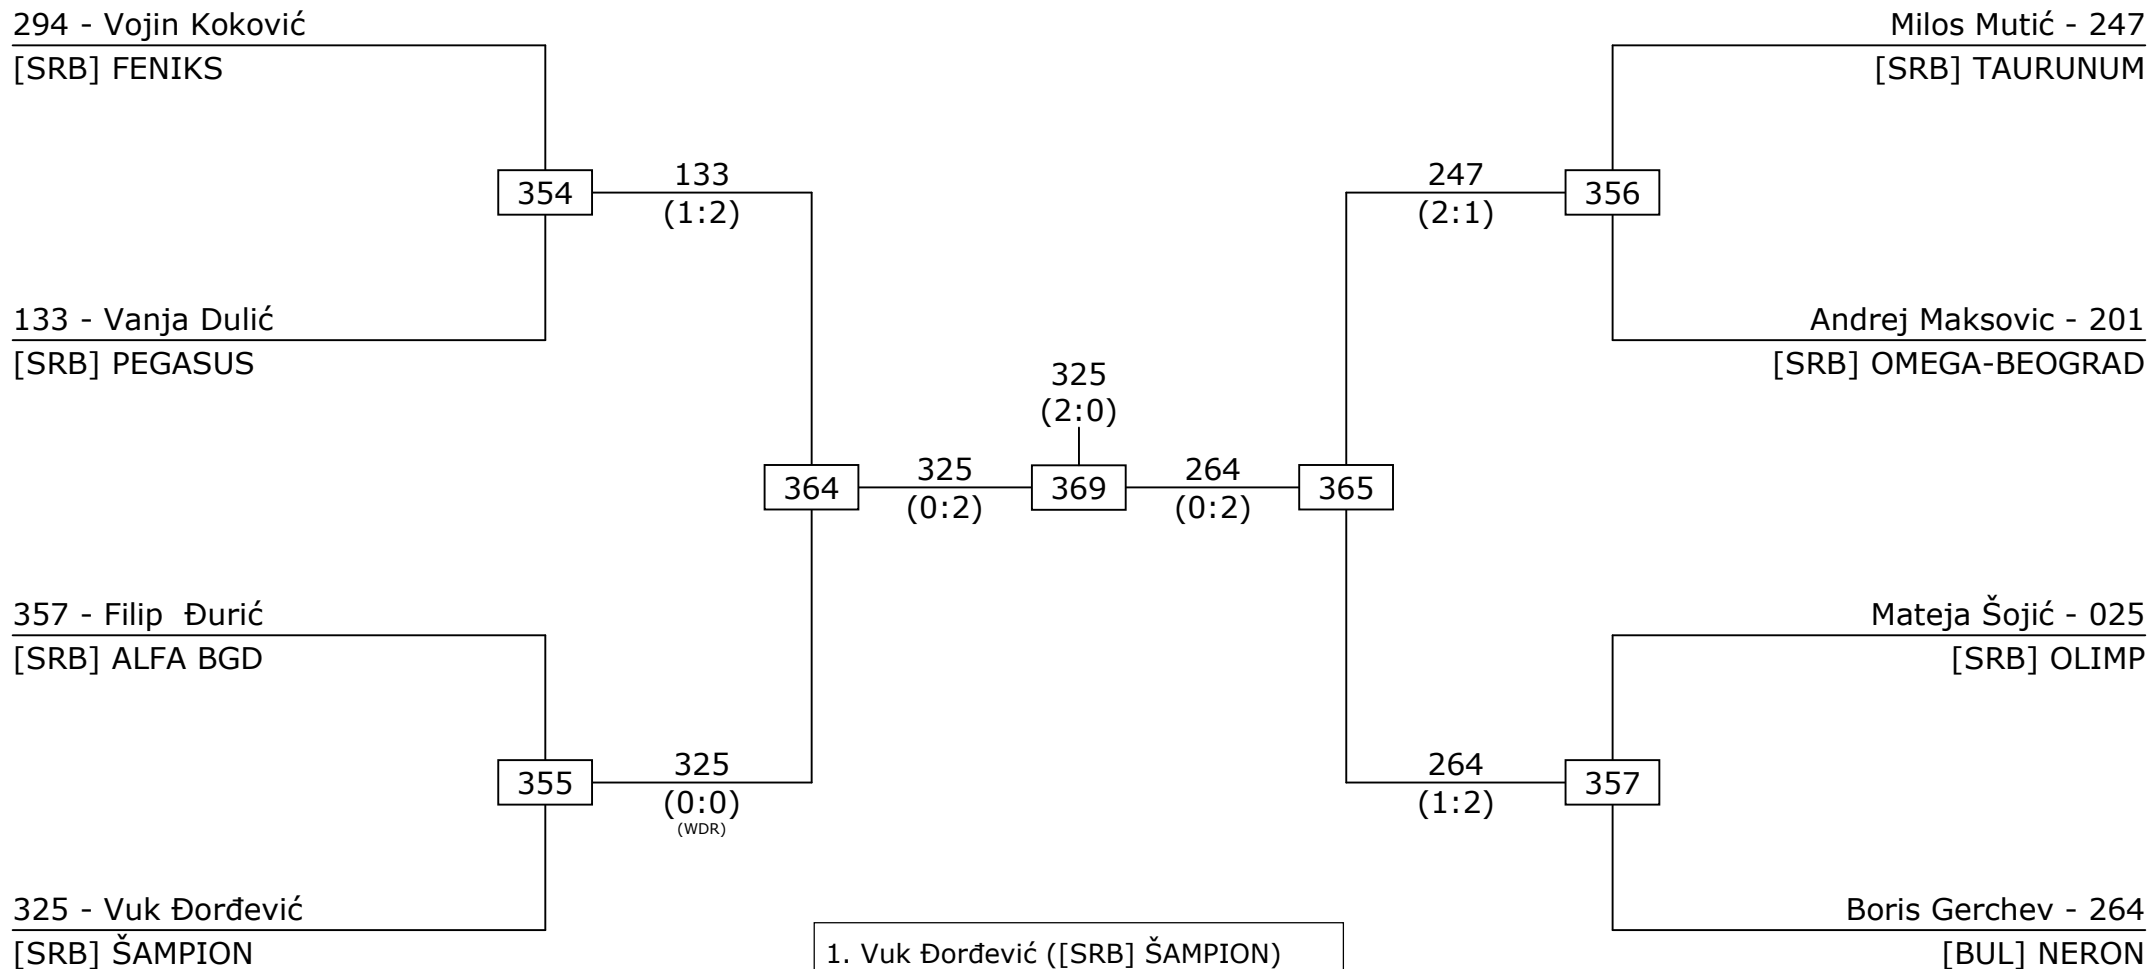 294 - Vojin Koković
[SRB] FENIKS
Milos Mutić - 247
[SRB] TAURUNUM
354
133
(1:2)
247
(2:1)
356
133 - Vanja Dulić
[SRB] PEGASUS
Andrej Maksovic - 201
[SRB] OMEGA-BEOGRAD
325
(2:0)
364
325
(0:2)
369
264
(0:2)
365
357 - Filip  Đurić
[SRB] ALFA BGD
Mateja Šojić - 025
[SRB] OLIMP
355
325
(0:0)
(WDR)
264
(1:2)
357
325 - Vuk Đorđević
[SRB] ŠAMPION
Boris Gerchev - 264
[BUL] NERON
1. Vuk Đorđević ([SRB] ŠAMPION)